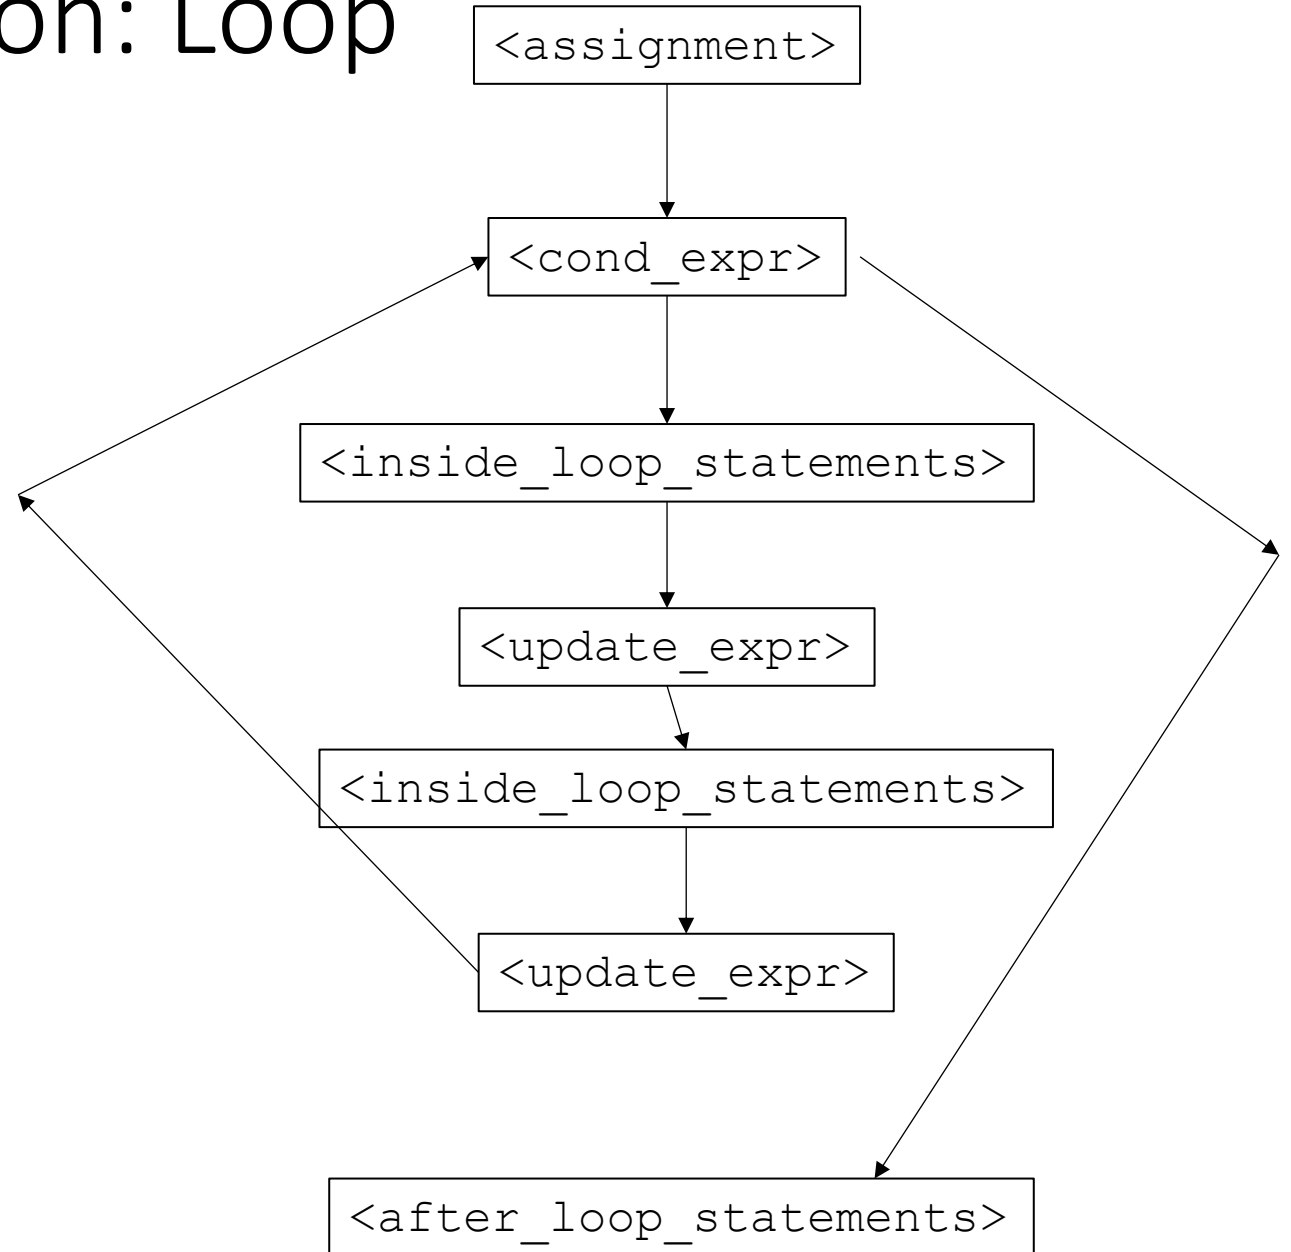 on: Loop
<assignment>
<cond_expr>
<inside_loop_statements>
<update_expr>
<inside_loop_statements>
<update_expr>
<after_loop_statements>